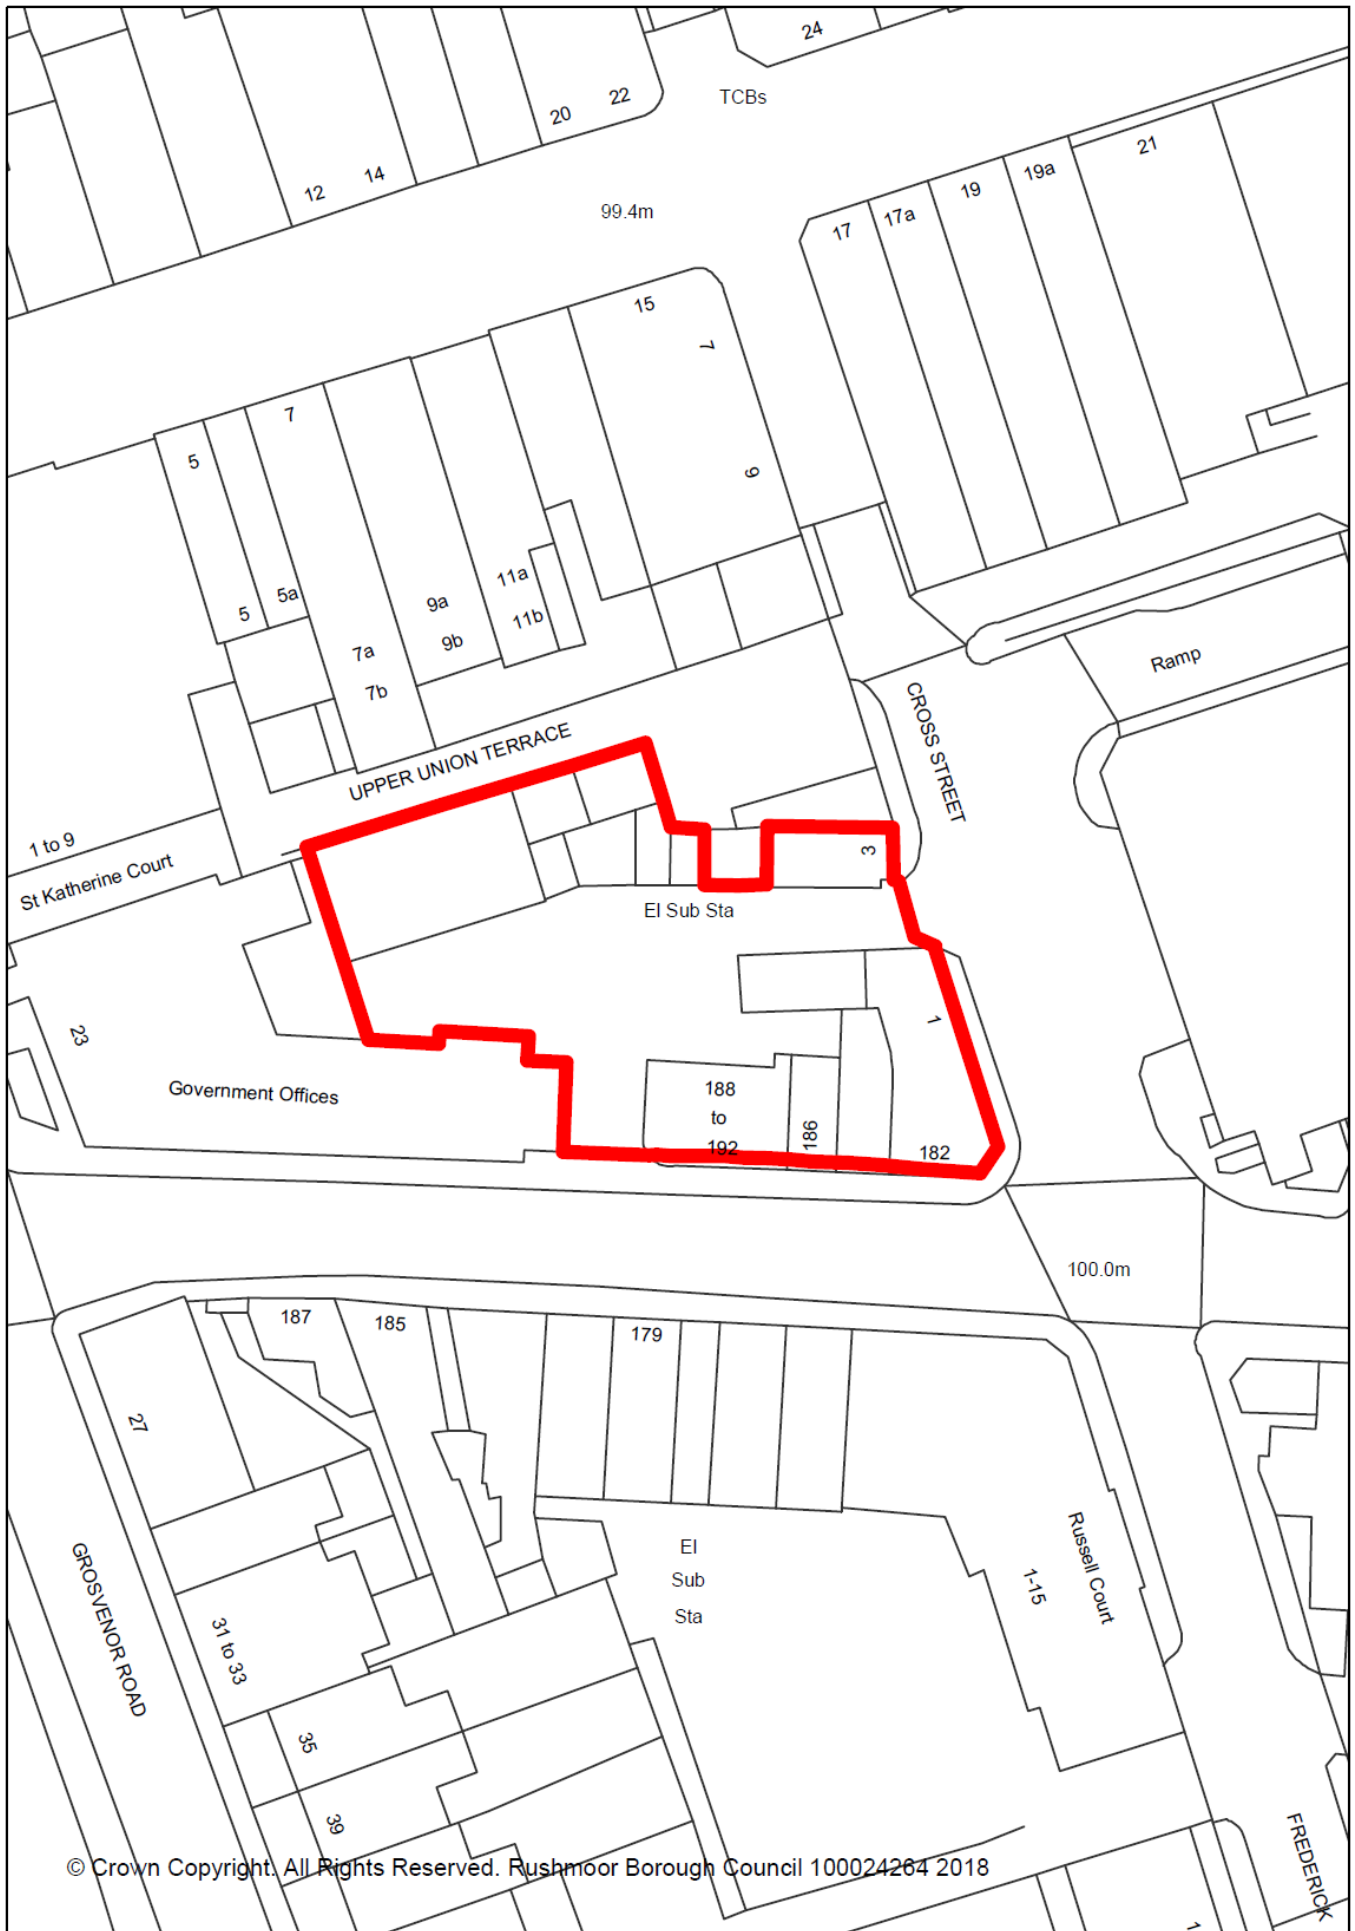 24
TCBs
20
22
12
14
99.4m
17
17a
19
19a
21
15
7
9
7
5
5
5a
7a
7b
9a
9b
11a
11b
Ramp
CROSS STREET
UPPER UNION TERRACE
1 to 9
St Katherine Court
3
El Sub Sta
23
Government Offices
1
188
to
192
186
182
100.0m
187
185
179
27
El
Sub
Sta
Russell Court
1-15
GROSVENOR ROAD
31 to 33
35
39
FREDERICK
© Crown Copyright. All Rights Reserved. Rushmoor Borough Council 100024264 2018